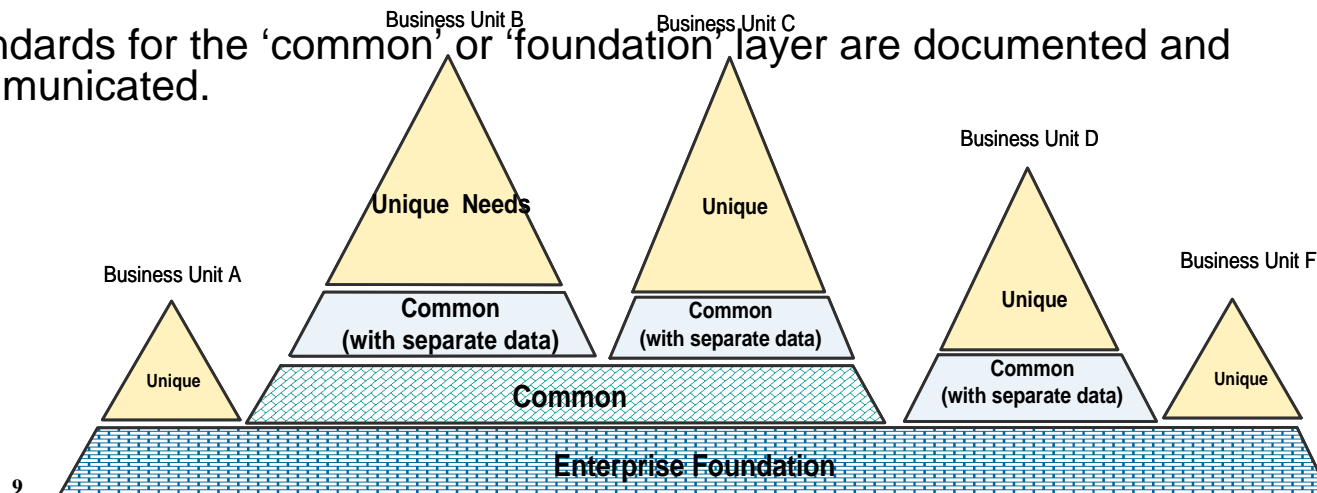 Business Unit B
Business Unit C
ndards for the ‘common’ or ‘foundation’ layer are documented and
municated.
Business Unit D
Unique Needs
Unique
Business Unit A
Business Unit F
Unique
Common
(with separate data)
Common
(with separate data)
Unique
Common
(with separate data)
Unique
Common
Unique
Enterprise Foundation
9